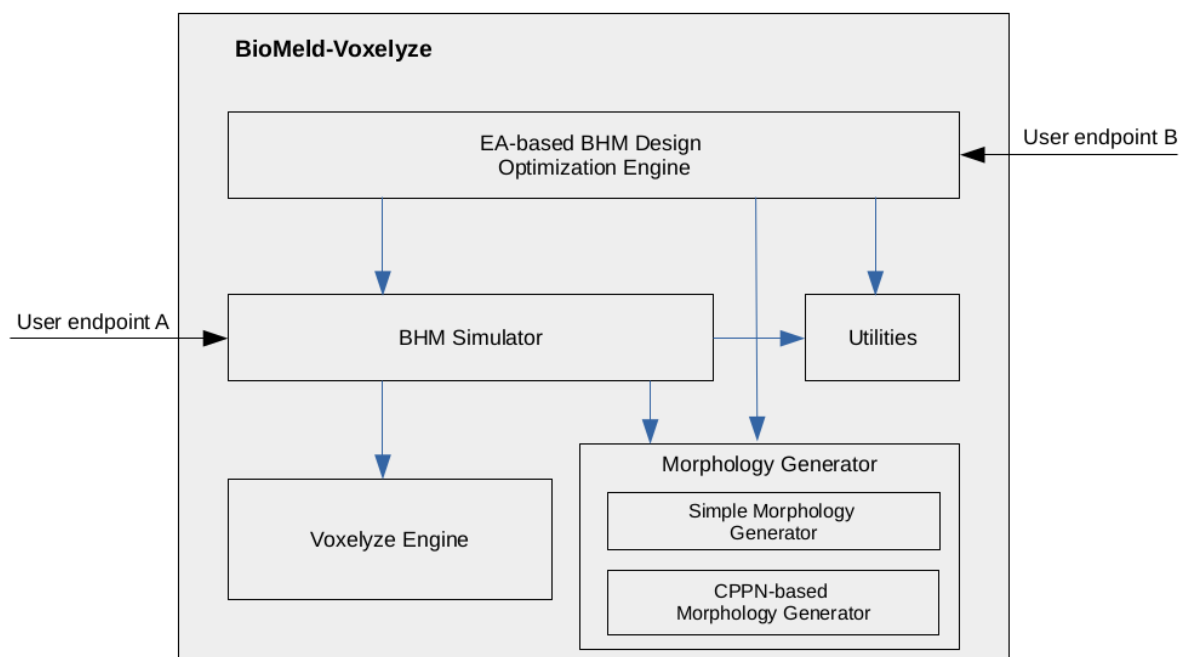 BioMeld-Voxelyze
EA-based BHM Design
Optimization Engine
User endpoint B
User endpoint A
BHM Simulator
Utilities
Morphology Generator
Simple Morphology
Generator
Voxelyze Engine
CPPN-based
Morphology Generator